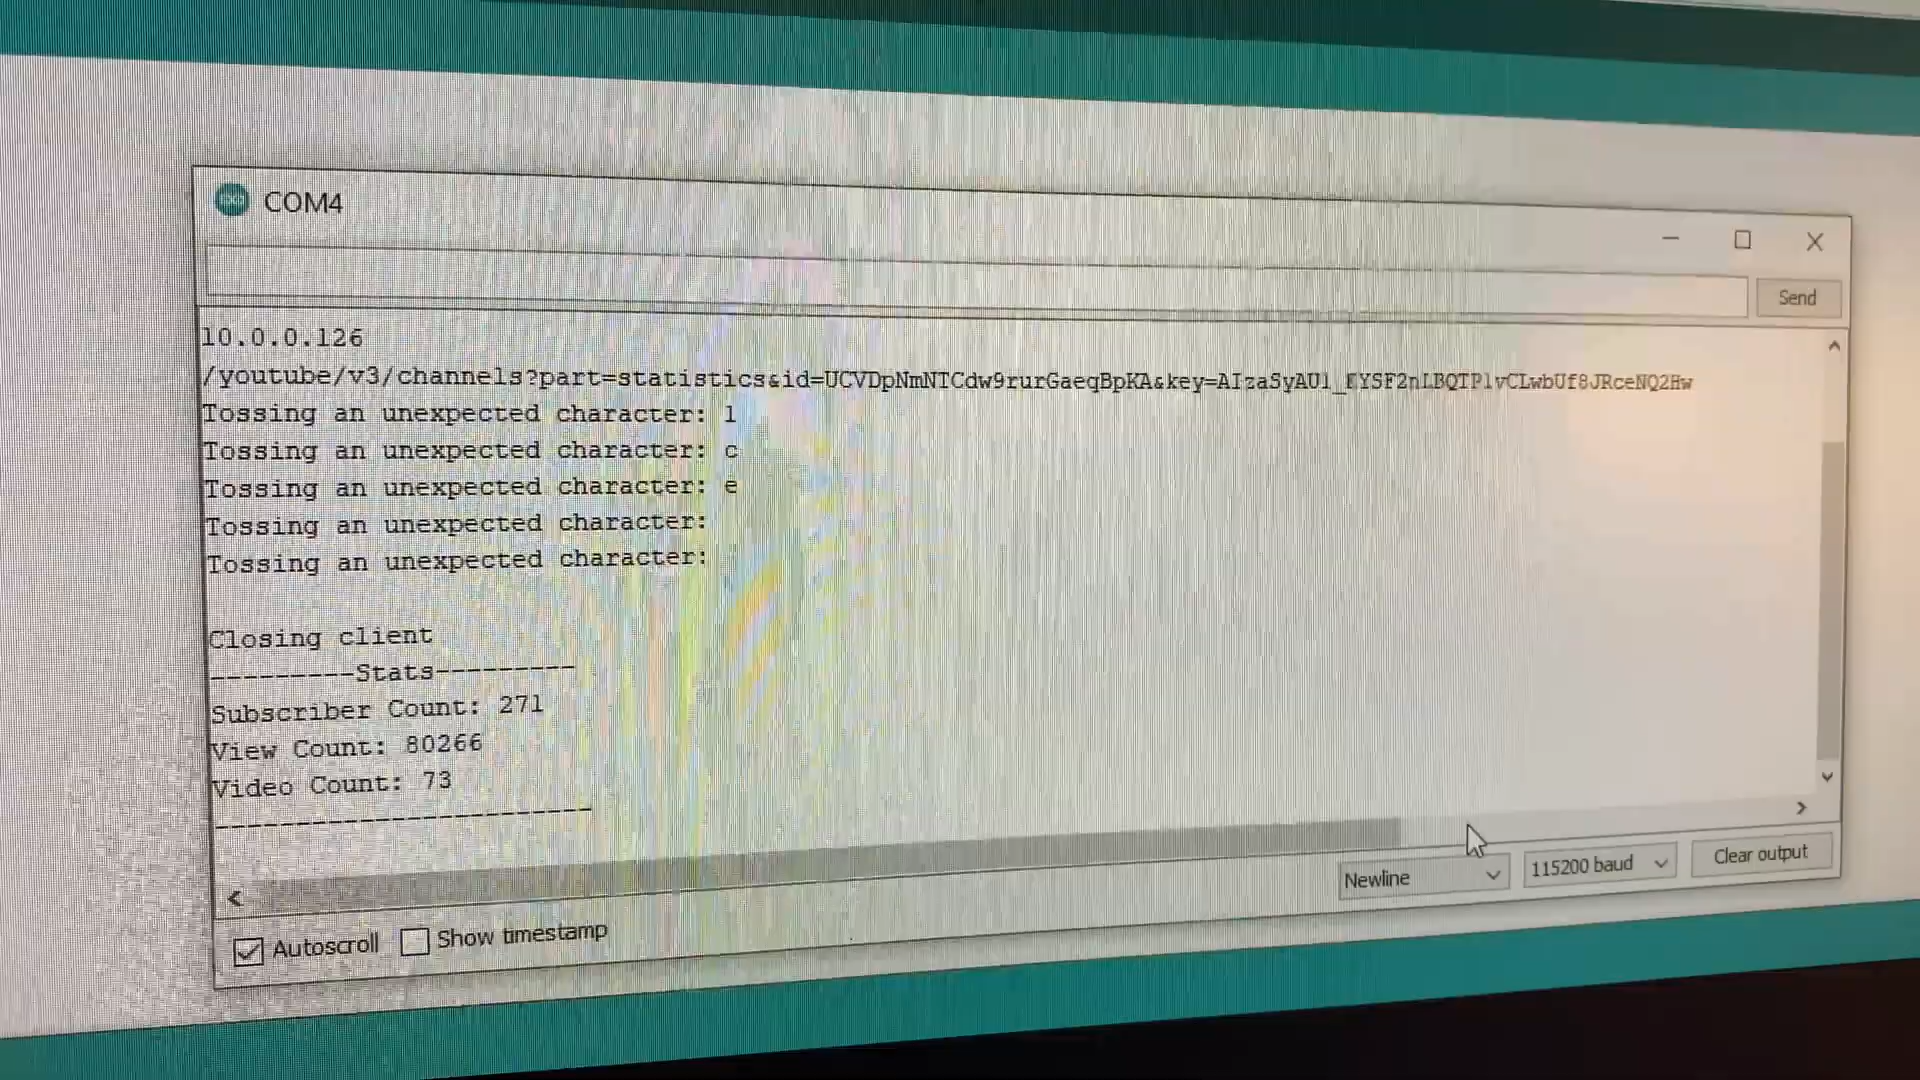 COM4
Send
10.0.0.126
/youtube/v3/channels?part=statistics&id=UCVDpNmNTCdw9rurGaeqBpKA&key=
Tossing an unexpected character: l
Tossing an unexpected character: c
Tossing an unexpected character: e
Tossing an unexpected character:
Tossing an unexpected character:
Closing client
---------Stats---------
Subscriber Count: 271
View Count: 80266
Video Count: 73
------------------------
Newline
115200 baud
Clear output
Autoscroll
Show timestamp